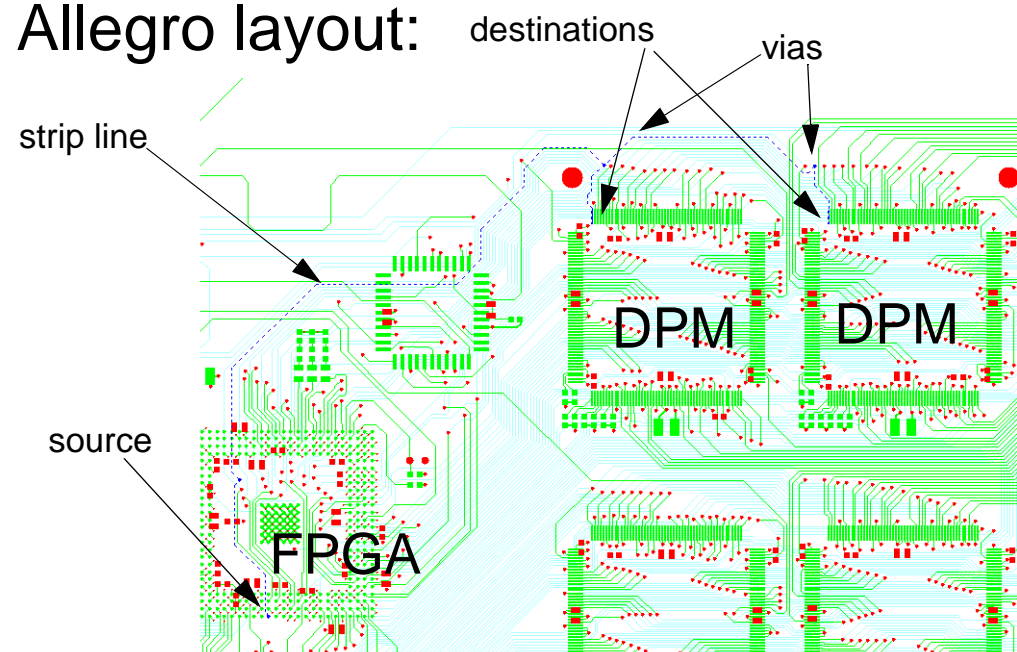 Allegro layout:
destinations
vias
strip line
DPM
DPM
source
FPGA